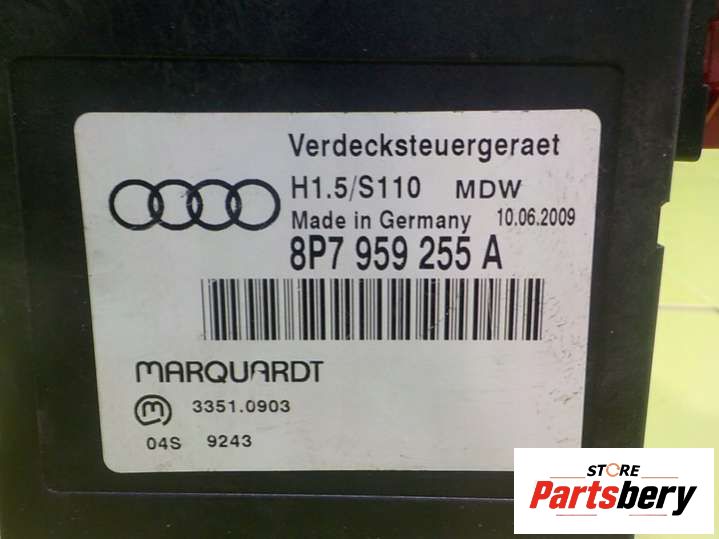 Verdecksteuergeraet
H1.5/S110 MDW
Made in Germany 10.06.2009
8P7 959 255 A
MARQUARDT
m 3351.0903
04S 9243
STORE
Partsbery